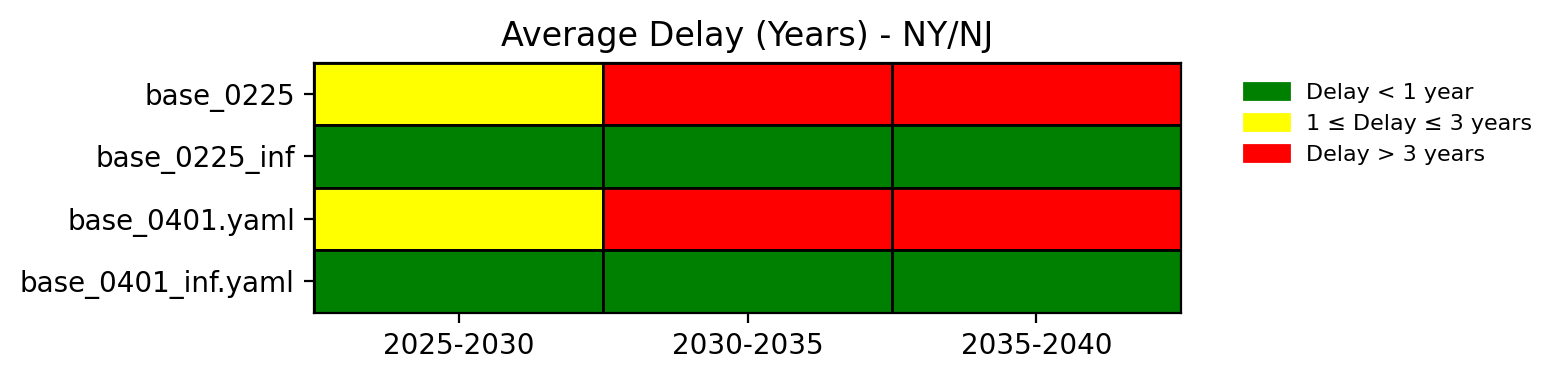 Average Delay (Years) - NY/NJ
base_0225
base_0225_inf
base_0401.yaml
base_0401_inf.yaml
2025-2030
2030-2035
2035-2040
Delay < 1 year
1 ≤ Delay ≤ 3 years
Delay > 3 years